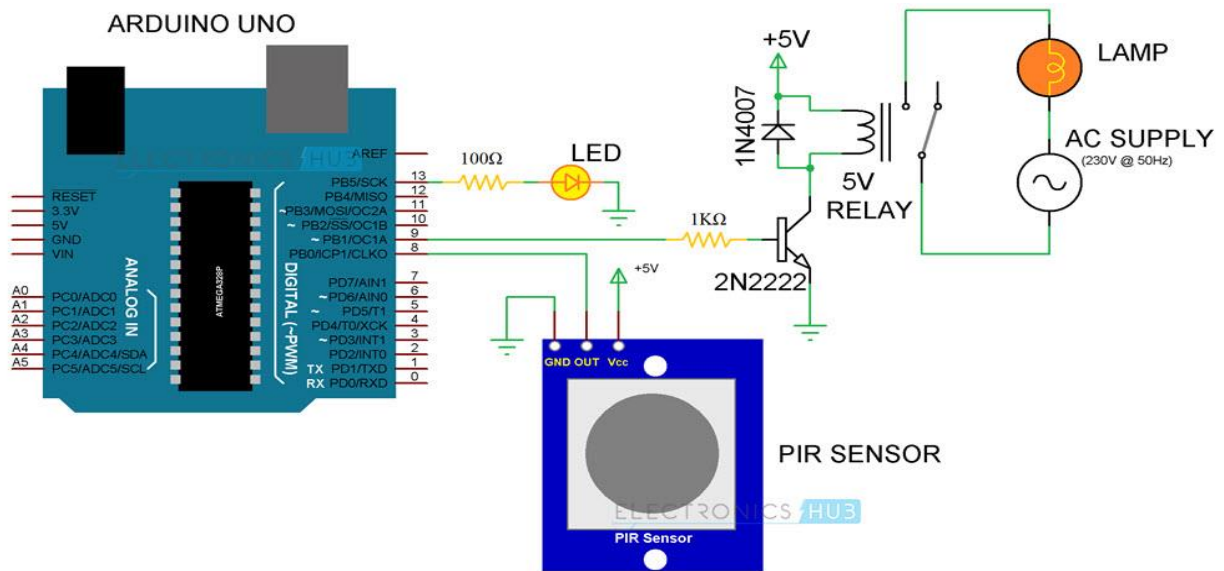 ARDUINO UNO
ELECTRONICS HUB
AREF
PB5/SCK 13
PB4/MISO 12
~PB3/MOSI/OC2A 11
~ PB2/SS/OC1B 10
~ PB1/OC1A 9
PB0/ICP1/CLKO 8
PD7/AIN1 7
~PD6/AIN0 6
~ PD5/T1 5
PD4/T0/XCK 4
~PD3/INT1 3
PD2/INT0 2
TX PD1/TXD 1
RX PD0/RXD 0
RESET
3.3V
5V
GND
VIN
A0 PC0/ADC0
A1 PC1/ADC1
A2 PC2/ADC2
A3 PC3/ADC3
A4 PC4/ADC4/SDA
A5 PC5/ADC5/SCL
ANALOG IN
ATMEGA328P
DIGITAL (~PWM)
100Ω
LED
1KΩ
+5V
1N4007
5V
RELAY
2N2222
LAMP
AC SUPPLY
(230V @ 50Hz)
+5V
GND OUT Vcc
PIR SENSOR
ELECTRONICS HUB
PIR Sensor